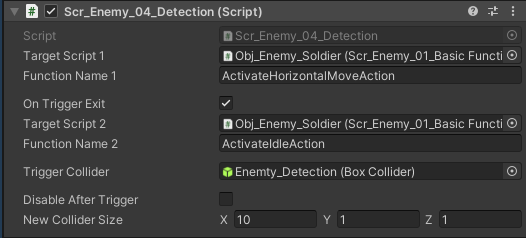 Scr_Enemy_04_Detection (Script)
Script Scr_Enemy_04_Detection
Target Script 1 Obj_Enemy_Soldier (Scr_Enemy_01_Basic Functi
Function Name 1 ActivateHorizontalMoveAction
On Trigger Exit
Target Script 2 Obj_Enemy_Soldier (Scr_Enemy_01_Basic Functi
Function Name 2 ActivateIdleAction
Trigger Collider Enemty_Detection (Box Collider)
Disable After Trigger
New Collider Size X 10 Y 1 Z 1